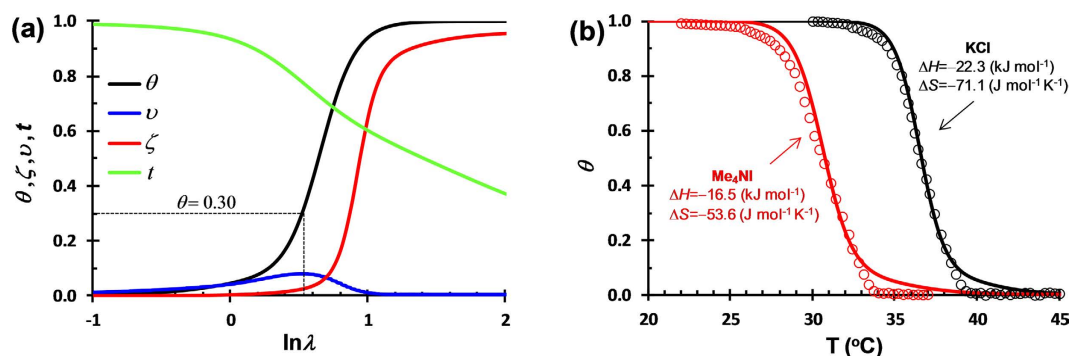 (a)
1.0
0.8
0.6
0.4
0.2
0.0
θ, ζ, υ, t
θ
υ
ζ
t
θ= 0.30
-1
0
1
2
lnλ
(b)
1.0
0.8
0.6
0.4
0.2
0.0
θ
KCl
ΔH=−22.3 (kJ mol⁻¹)
ΔS=−71.1 (J mol⁻¹ K⁻¹)
Me₄NI
ΔH=−16.5 (kJ mol⁻¹)
ΔS=−53.6 (J mol⁻¹ K⁻¹)
20
25
30
35
40
45
T (°C)